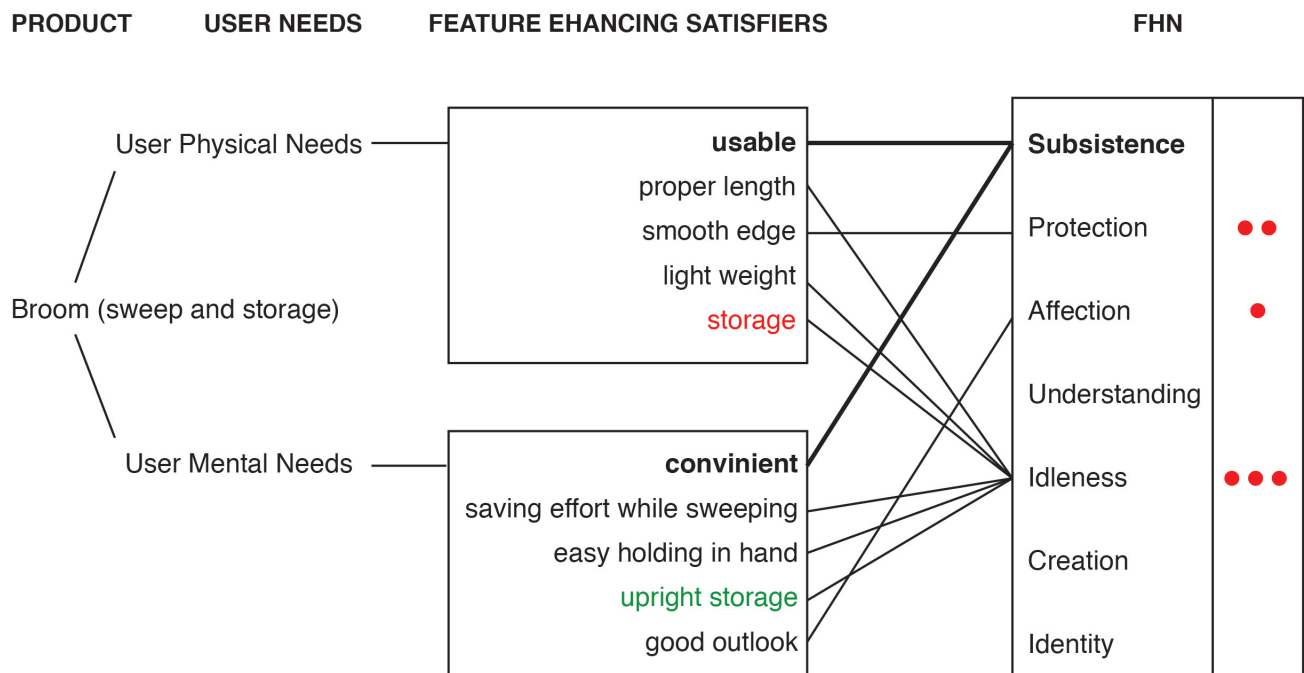 PRODUCT USER NEEDS FEATURE EHANCING SATISFIERS FHN
User Physical Needs
Broom (sweep and storage)
User Mental Needs
usable
proper length
smooth edge
light weight
storage
convinient
saving effort while sweeping
easy holding in hand
upright storage
good outlook
Subsistence
Protection
Affection
Understanding
Idleness
Creation
Identity